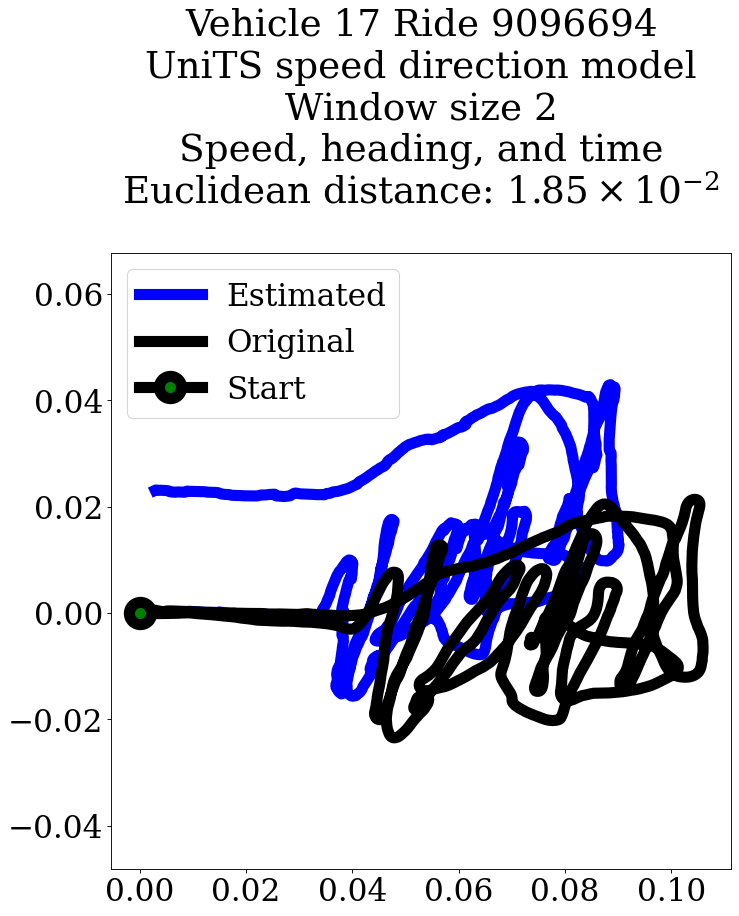 Vehicle 17 Ride 9096694
UniTS speed direction model
Window size 2
Speed, heading, and time
Euclidean distance: 1.85 × 10⁻²
Estimated
Original
Start
0.06
0.04
0.02
0.00
−0.02
−0.04
0.00 0.02 0.04 0.06 0.08 0.10